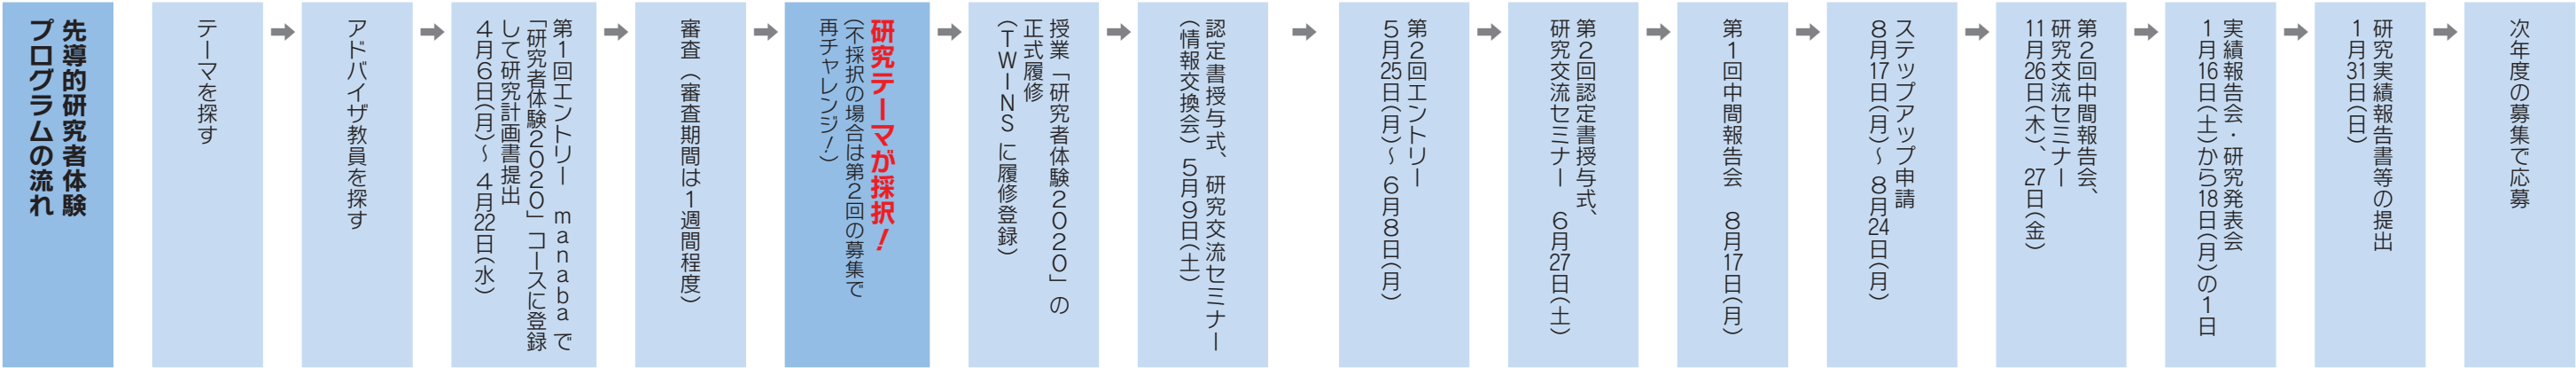 先導的研究者体験
プログラムの流れ
テーマを探す
アドバイザ教員を探す
第1回エントリー　manabaで
「研究者体験2020」コースに登録
して研究計画書提出
4月6日(月)～ 4月22日(水)
審査（審査期間は1週間程度）
研究テーマが採択！
(不採択の場合は第2回の募集で
再チャレンジ！)
授業「研究者体験2020」の
正式履修
(TWINS に履修登録)
認定書授与式、研究交流セミナー
(情報交換会) 5月9日(土)
第2回エントリー
5月25日(月)～ 6月8日(月)
第2回認定書授与式、
研究交流セミナー　6月27日(土)
第1回中間報告会　8月17日(月)
ステップアップ申請
8月17日(月)～ 8月24日(月)
第2回中間報告会、
研究交流セミナー
11月26日(木)、27日(金)
実績報告会・研究発表会
1月16日(土)から18日(月)の1日
研究実績報告書等の提出
1月31日(日)
次年度の募集で応募